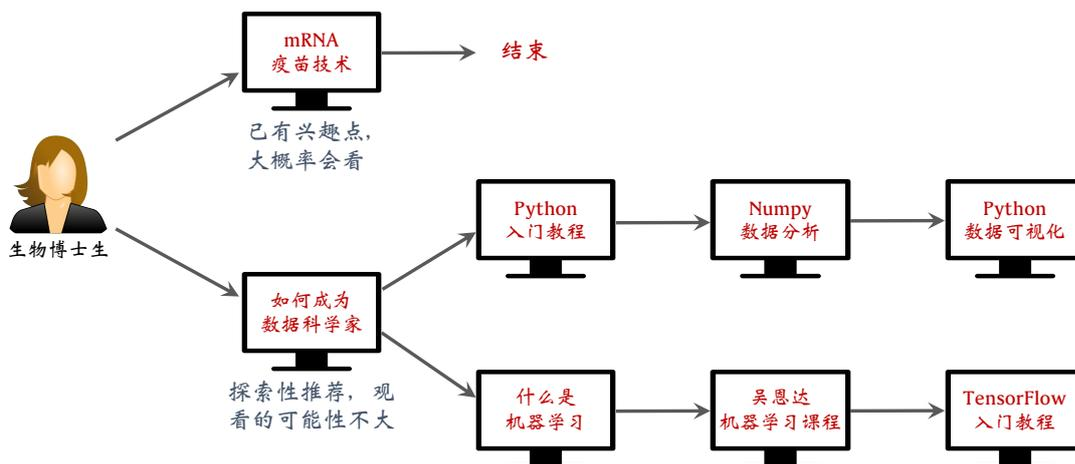 mRNA
疫苗技术
结束
已有兴趣点，
大概率会看
生物博士生
Python
入门教程
Numpy
数据分析
Python
数据可视化
如何成为
数据科学家
探索性推荐，观
看的可能性不大
什么是
机器学习
吴恩达
机器学习课程
TensorFlow
入门教程